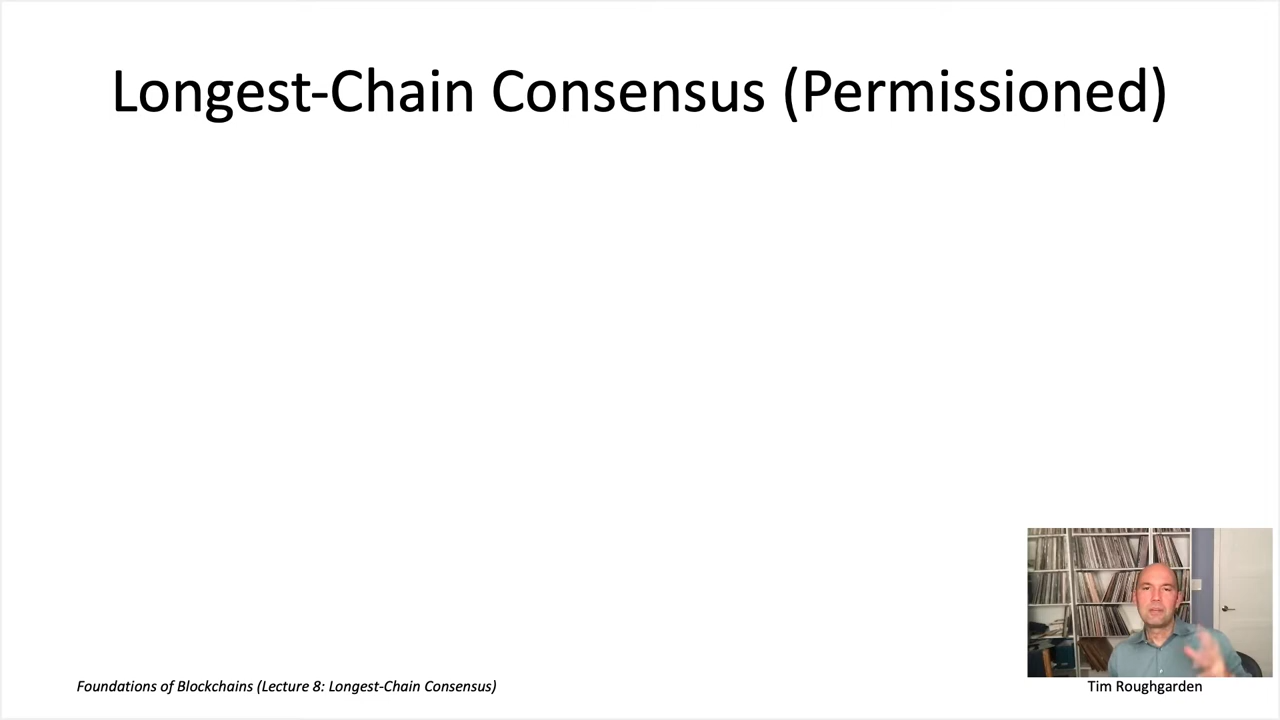 Longest-Chain Consensus (Permissioned)
Foundations of Blockchains (Lecture 8: Longest-Chain Consensus)
Tim Roughgarden